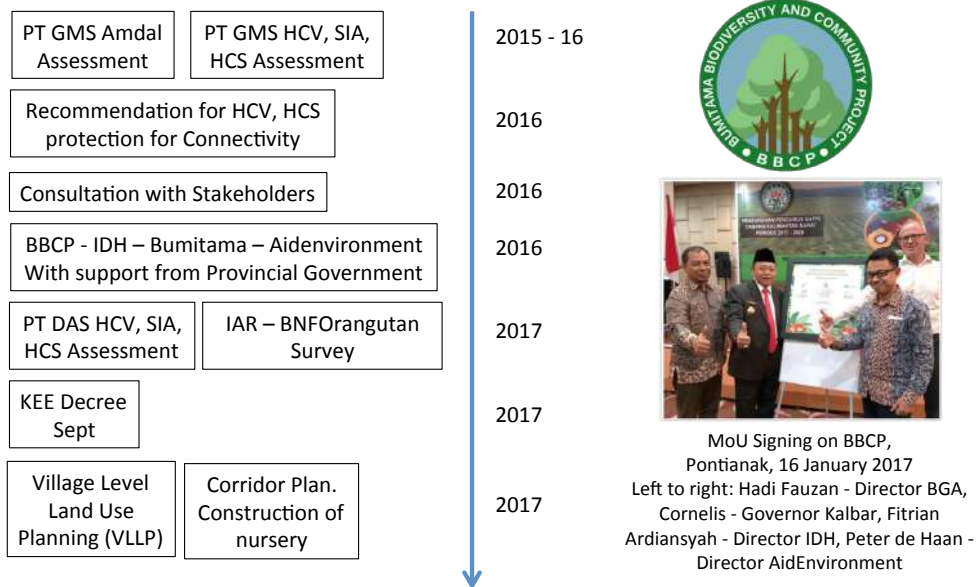 PT GMS Amdal
Assessment
PT GMS HCV, SIA,
HCS Assessment
2015 - 16
Recommendation for HCV, HCS
protection for Connectivity
2016
Consultation with Stakeholders
2016
BBCP - IDH – Bumitama – Aidenvironment
With support from Provincial Government
2016
PT DAS HCV, SIA,
HCS Assessment
IAR – BNFOrangutan
Survey
2017
KEE Decree
Sept
2017
Village Level
Land Use
Planning (VLLP)
Corridor Plan.
Construction of
nursery
2017
BUMITAMA BIODIVERSITY AND COMMUNITY PROJECT
• BBCP •
MoU Signing on BBCP,
Pontianak, 16 January 2017
Left to right: Hadi Fauzan - Director BGA,
Cornelis - Governor Kalbar, Fitrian
Ardiansyah - Director IDH, Peter de Haan -
Director AidEnvironment